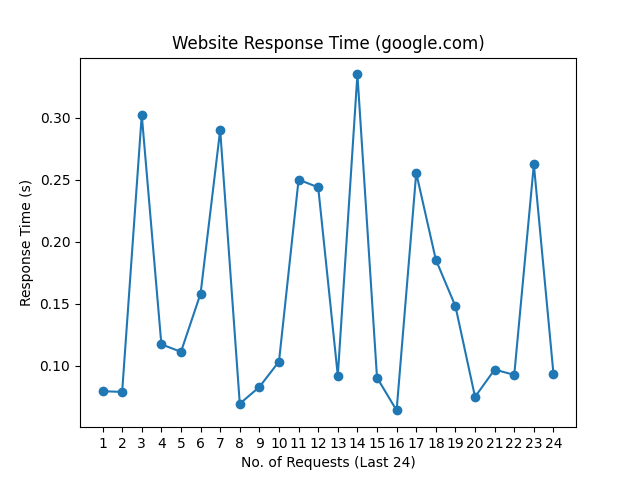 Website Response Time (google.com)
Response Time (s)
0.30
0.25
0.20
0.15
0.10
1 2 3 4 5 6 7 8 9 10 11 12 13 14 15 16 17 18 19 20 21 22 23 24
No. of Requests (Last 24)